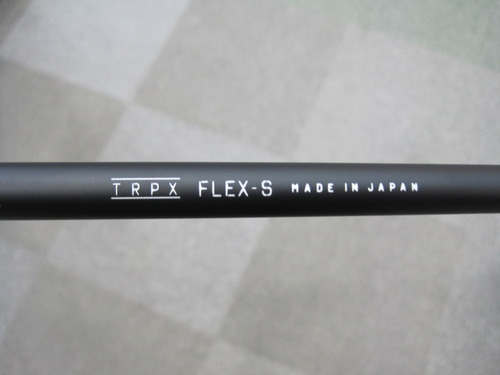 TRPX FLEX-S MADE IN JAPAN